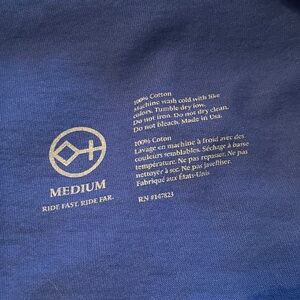 100% Cotton
Machine wash cold with like
colors. Tumble dry low.
Do not iron. Do not dry clean.
Do not bleach. Made in Usa.
100% Coton
Lavage en machine à froid avec des
couleurs semblables. Séchage à basse
température. Ne pas repasser. Ne pas
nettoyer à sec. Ne pas javelliser.
Fabriqué aux États-Unis
RN #147823
MEDIUM
RIDE FAST. RIDE FAR.